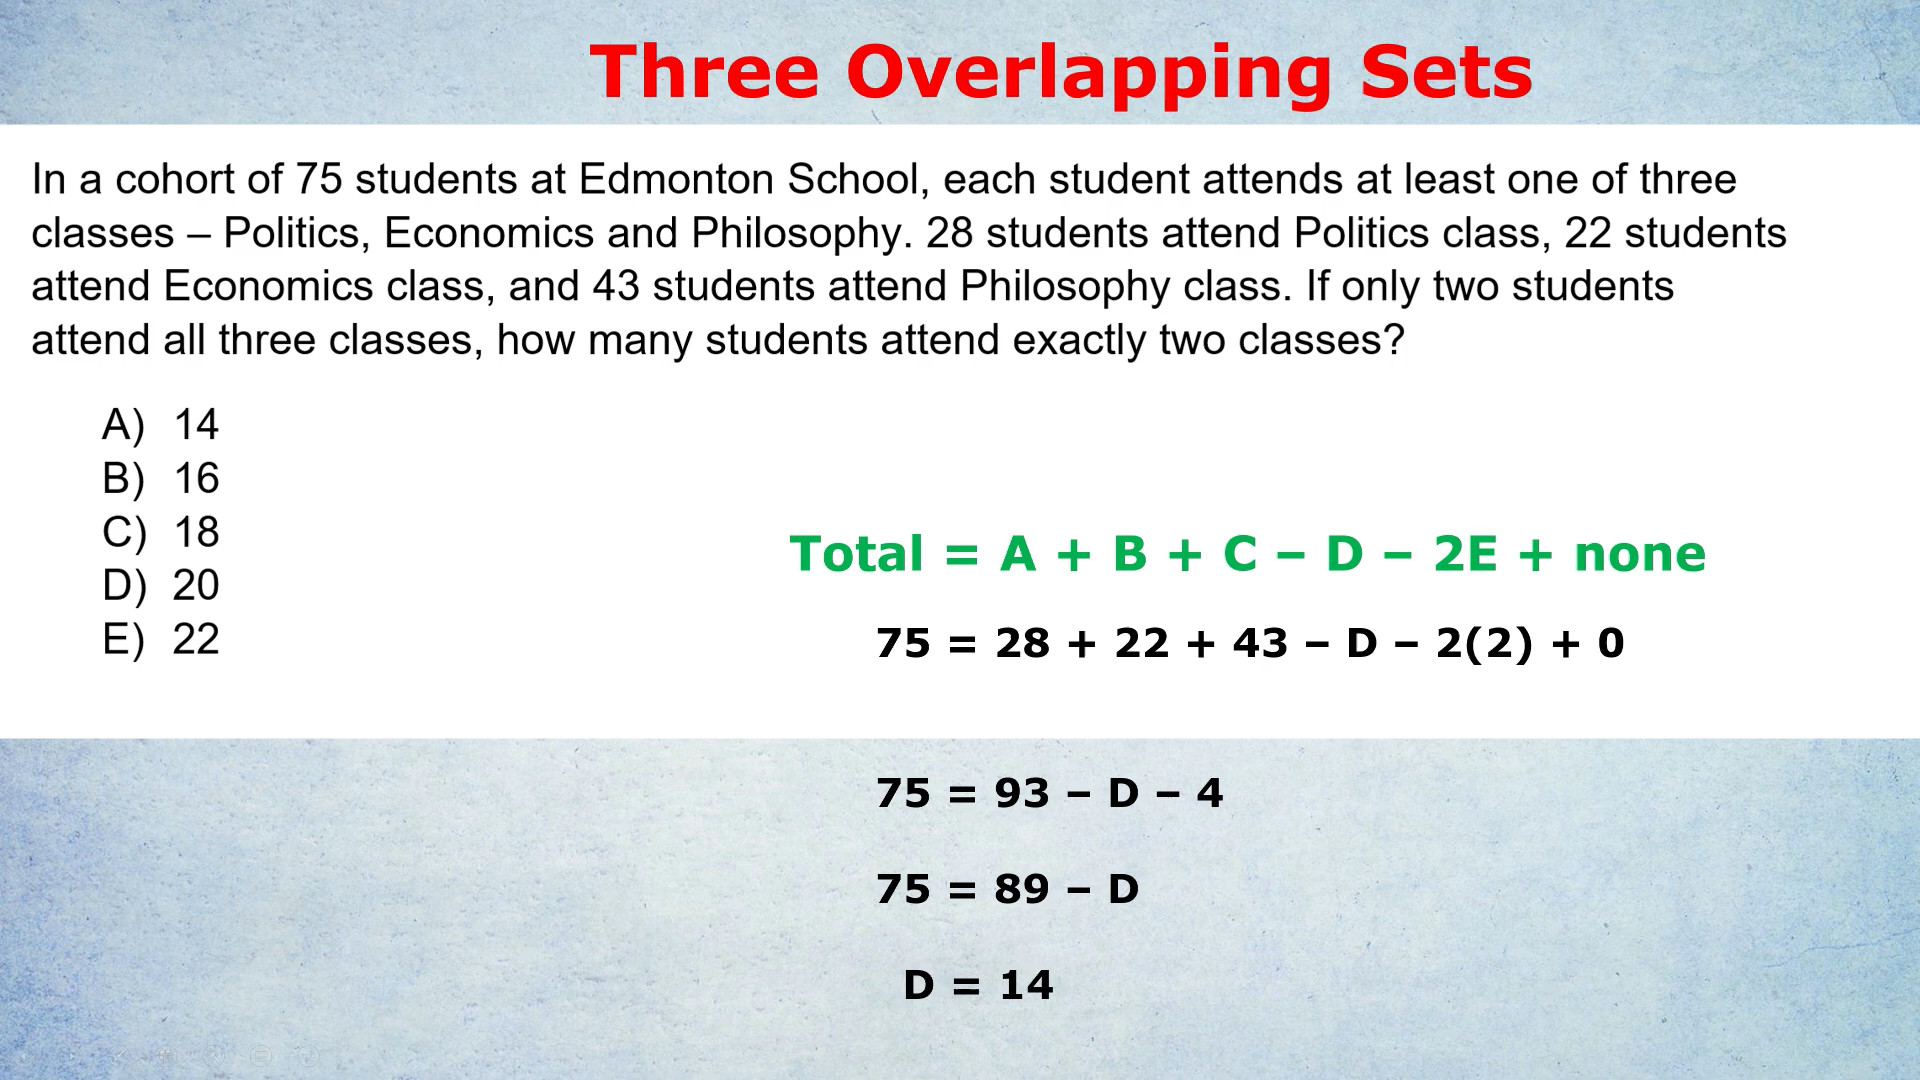 Three Overlapping Sets
In a cohort of 75 students at Edmonton School, each student attends at least one of three
classes – Politics, Economics and Philosophy. 28 students attend Politics class, 22 students
attend Economics class, and 43 students attend Philosophy class. If only two students
attend all three classes, how many students attend exactly two classes?
A) 14
B) 16
C) 18
D) 20
E) 22
Total = A + B + C – D – 2E + none
75 = 28 + 22 + 43 – D – 2(2) + 0
75 = 93 – D – 4
75 = 89 – D
D = 14